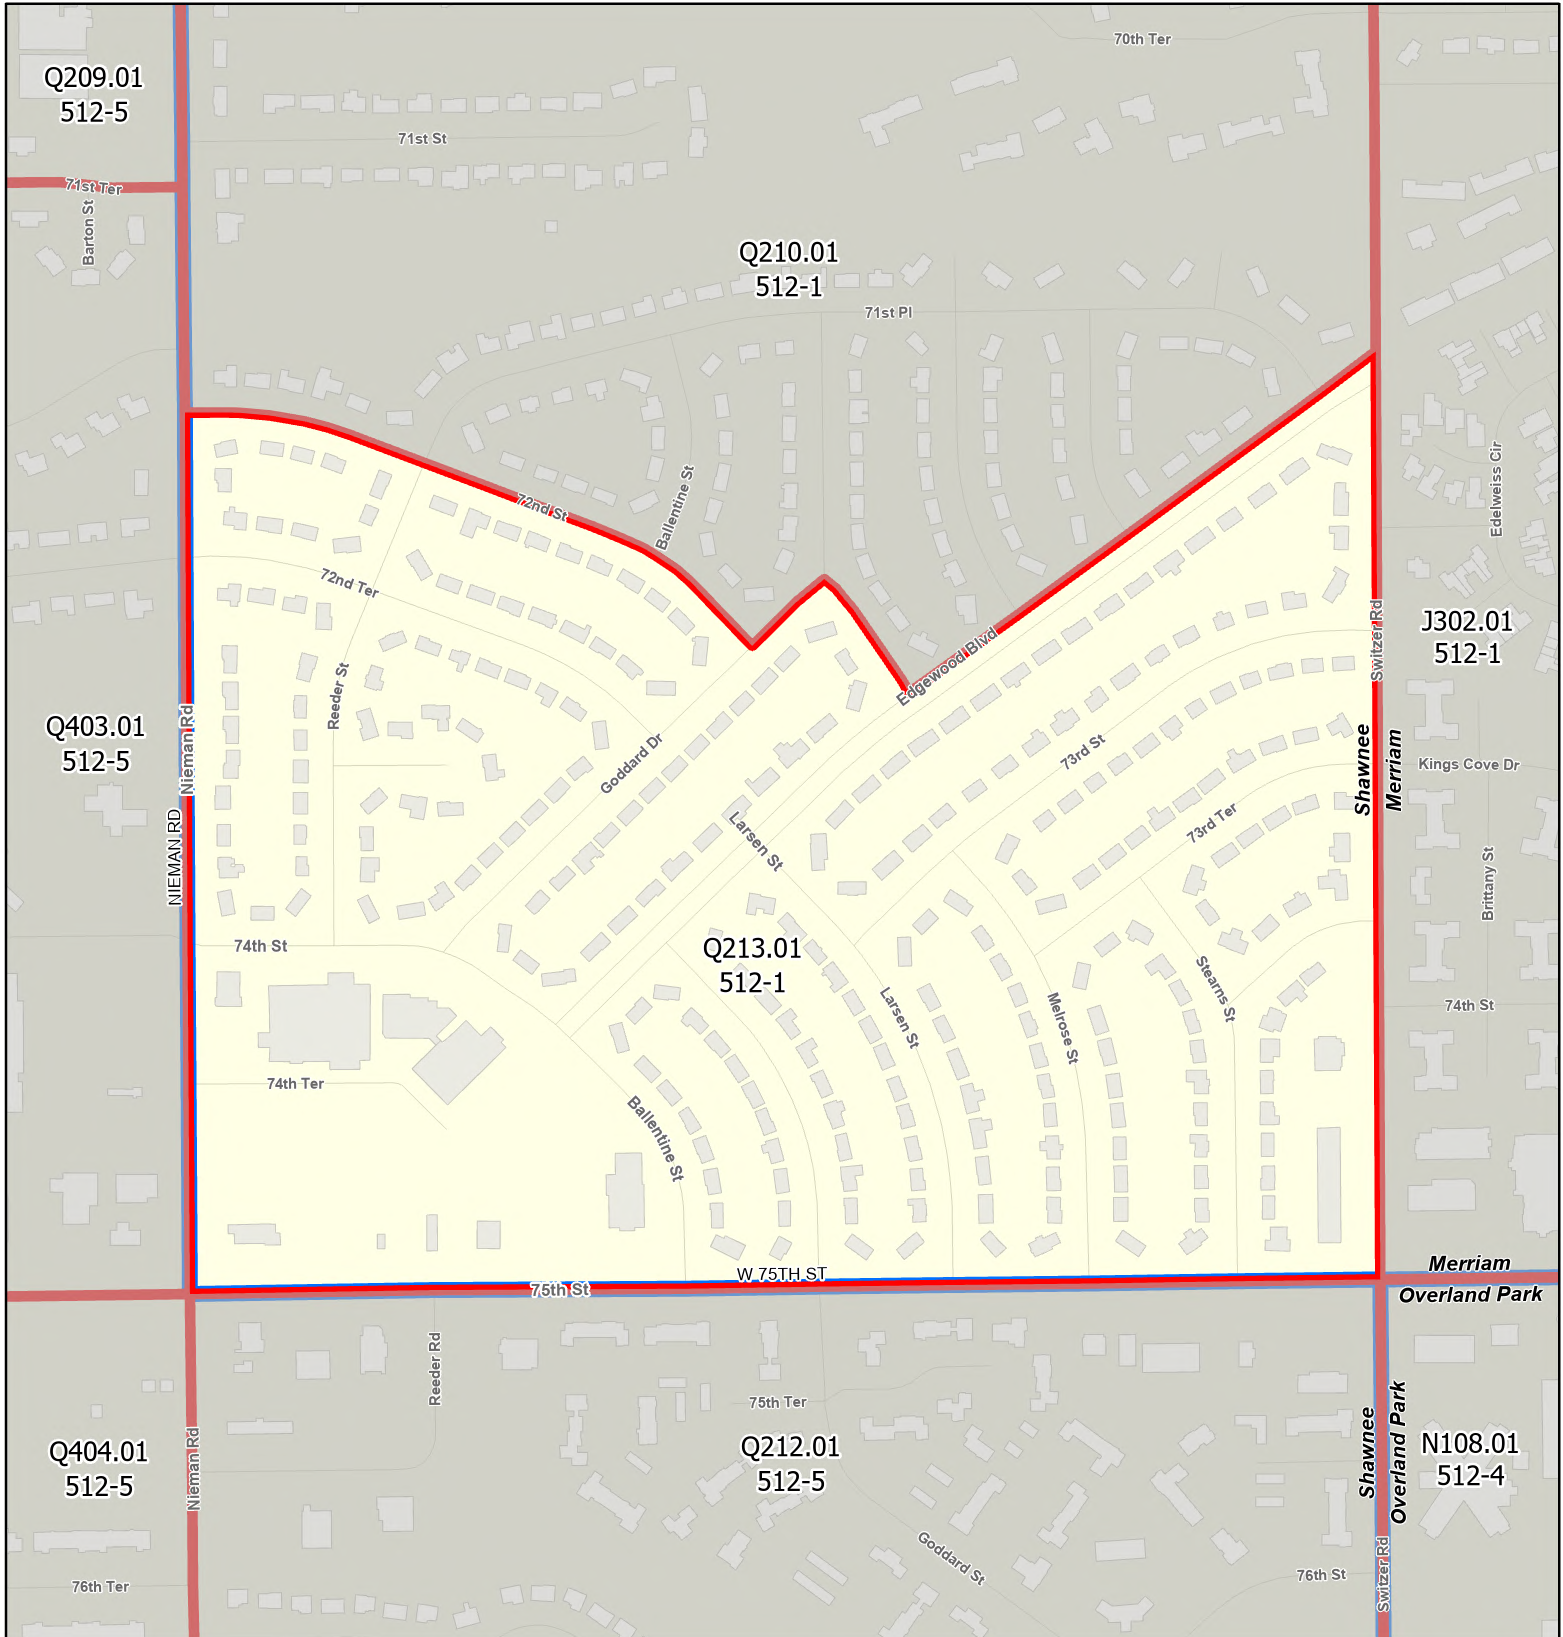 70th Ter
Q209.01
512-5
71st St
71st Ter
Barton St
Q210.01
512-1
71st Pl
Ballentine St
72nd St
Edelweiss Cir
72nd Ter
Switzer Rd
J302.01
512-1
Edgewood Blvd
Reeder St
Nieman Rd
Q403.01
512-5
Goddard Dr
73rd St
Shawnee
Merriam
Kings Cove Dr
NIEMAN RD
Larsen St
73rd Ter
Brittany St
74th St
Q213.01
512-1
Stearns St
Larsen St
Melrose St
74th St
74th Ter
Ballentine St
W 75TH ST
75th St
Merriam
Overland Park
Reeder Rd
75th Ter
Shawnee
Overland Park
Q404.01
512-5
Nieman Rd
Q212.01
512-5
N108.01
512-4
Goddard St
76th Ter
76th St
Switzer Rd